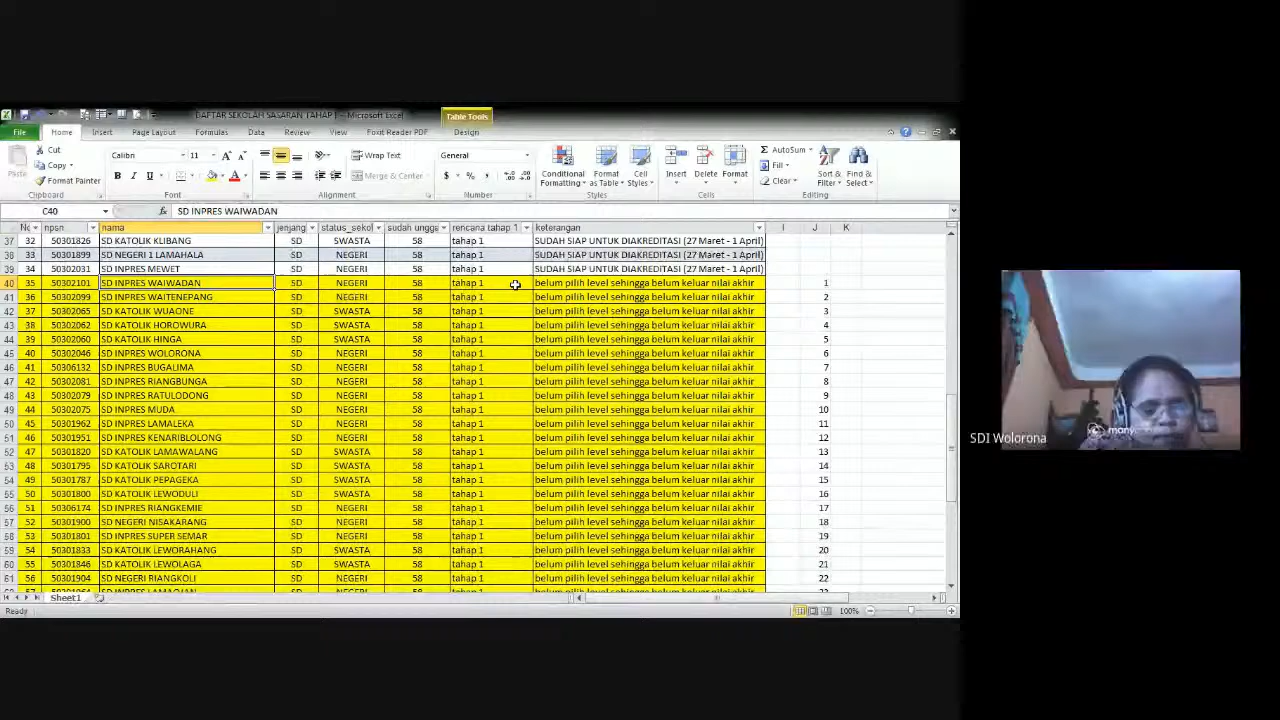 DAFTAR SEKOLAH SASARAN TAHAP I - Microsoft Excel
Table Tools
File Home Insert Page Layout Formulas Data Review View Foxit Reader PDF Design
Cut
Copy
Format Painter
Paste
Clipboard
Calibri 11
B I U
Font
Wrap Text
Merge & Center
Alignment
General
$ % ,
Number
Conditional Formatting
Format as Table
Cell Styles
Styles
Insert Delete Format
Cells
AutoSum
Fill
Clear
Sort & Filter
Find & Select
Editing
C40 fx SD INPRES WAIWADAN
npsn nama jenjang status_sekol sudah ungga rencana tahap 1 keterangan I J K
37 32 50301826 SD KATOLIK KLIBANG SD SWASTA 58 tahap 1 SUDAH SIAP UNTUK DIAKREDITASI (27 Maret - 1 April)
38 33 50301899 SD NEGERI 1 LAMAHALA SD NEGERI 58 tahap 1 SUDAH SIAP UNTUK DIAKREDITASI (27 Maret - 1 April)
39 34 50302031 SD INPRES MEWET SD NEGERI 58 tahap 1 SUDAH SIAP UNTUK DIAKREDITASI (27 Maret - 1 April)
40 35 50302101 SD INPRES WAIWADAN SD NEGERI 58 tahap 1 belum pilih level sehingga belum keluar nilai akhir 1
41 36 50302099 SD INPRES WAITENEPANG SD NEGERI 58 tahap 1 belum pilih level sehingga belum keluar nilai akhir 2
42 37 50302065 SD KATOLIK WUAONE SD SWASTA 58 tahap 1 belum pilih level sehingga belum keluar nilai akhir 3
43 38 50302062 SD KATOLIK HOROWURA SD SWASTA 58 tahap 1 belum pilih level sehingga belum keluar nilai akhir 4
44 39 50302060 SD KATOLIK HINGA SD SWASTA 58 tahap 1 belum pilih level sehingga belum keluar nilai akhir 5
45 40 50302046 SD INPRES WOLORONA SD NEGERI 58 tahap 1 belum pilih level sehingga belum keluar nilai akhir 6
46 41 50306132 SD INPRES BUGALIMA SD NEGERI 58 tahap 1 belum pilih level sehingga belum keluar nilai akhir 7
47 42 50302081 SD INPRES RIANGBUNGA SD NEGERI 58 tahap 1 belum pilih level sehingga belum keluar nilai akhir 8
48 43 50302079 SD INPRES RATULODONG SD NEGERI 58 tahap 1 belum pilih level sehingga belum keluar nilai akhir 9
49 44 50302075 SD INPRES MUDA SD NEGERI 58 tahap 1 belum pilih level sehingga belum keluar nilai akhir 10
50 45 50301962 SD INPRES LAMALEKA SD NEGERI 58 tahap 1 belum pilih level sehingga belum keluar nilai akhir 11
51 46 50301951 SD INPRES KENARIBLOLONG SD NEGERI 58 tahap 1 belum pilih level sehingga belum keluar nilai akhir 12
52 47 50301820 SD KATOLIK LAMAWALANG SD SWASTA 58 tahap 1 belum pilih level sehingga belum keluar nilai akhir 13
53 48 50301795 SD KATOLIK SAROTARI SD SWASTA 58 tahap 1 belum pilih level sehingga belum keluar nilai akhir 14
54 49 50301787 SD KATOLIK PEPAGEKA SD SWASTA 58 tahap 1 belum pilih level sehingga belum keluar nilai akhir 15
55 50 50301800 SD KATOLIK LEWODULI SD SWASTA 58 tahap 1 belum pilih level sehingga belum keluar nilai akhir 16
56 51 50306174 SD INPRES RIANGKEMIE SD NEGERI 58 tahap 1 belum pilih level sehingga belum keluar nilai akhir 17
57 52 50301900 SD NEGERI NISAKARANG SD NEGERI 58 tahap 1 belum pilih level sehingga belum keluar nilai akhir 18
58 53 50301801 SD INPRES SUPER SEMAR SD NEGERI 58 tahap 1 belum pilih level sehingga belum keluar nilai akhir 19
59 54 50301833 SD KATOLIK LEWORAHANG SD SWASTA 58 tahap 1 belum pilih level sehingga belum keluar nilai akhir 20
60 55 50301846 SD KATOLIK LEWOLAGA SD SWASTA 58 tahap 1 belum pilih level sehingga belum keluar nilai akhir 21
61 56 50301904 SD NEGERI RIANGKOLI SD NEGERI 58 tahap 1 belum pilih level sehingga belum keluar nilai akhir 22
Sheet1
Ready 100%
SDI Wolorona